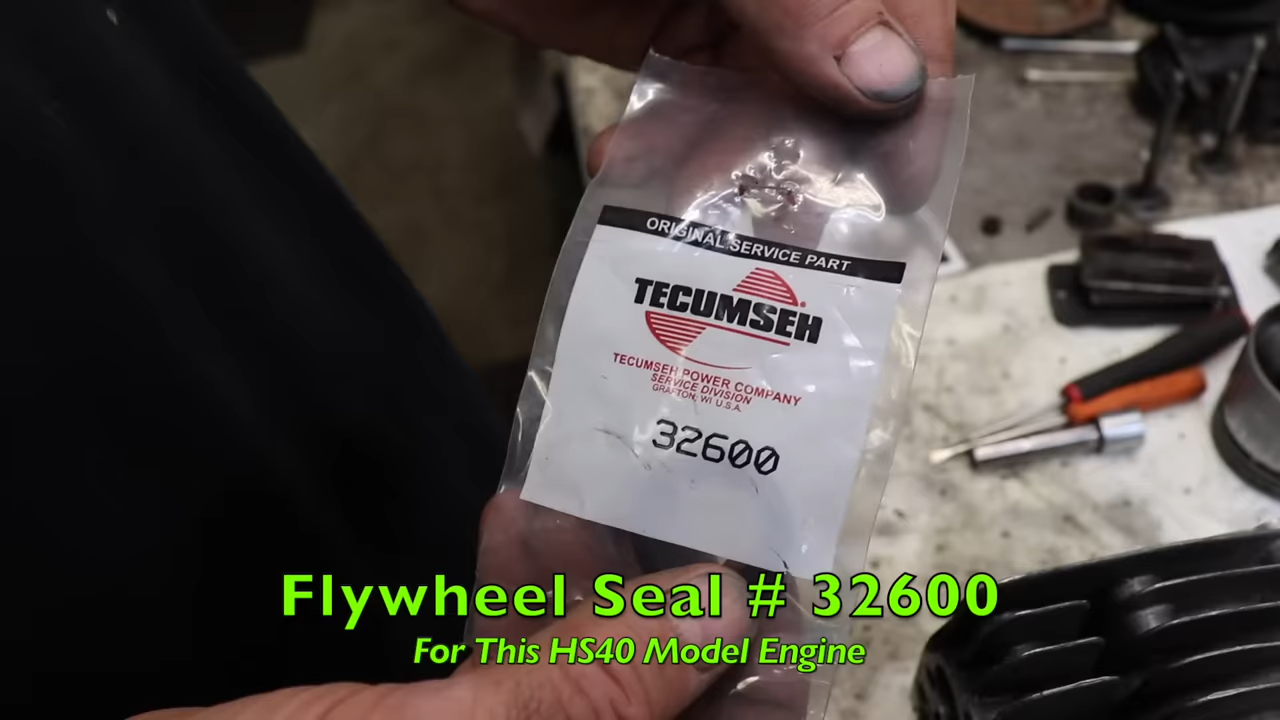 ORIGINAL SERVICE PART
TECUMSEH
TECUMSEH POWER COMPANY
SERVICE DIVISION
GRAFTON, WI U.S.A.
32600
Flywheel Seal # 32600
For This HS40 Model Engine